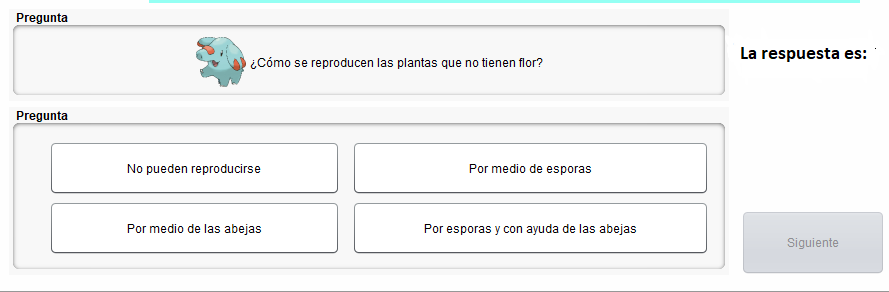 Pregunta
¿Cómo se reproducen las plantas que no tienen flor?
La respuesta es:
Pregunta
No pueden reproducirse
Por medio de esporas
Por medio de las abejas
Por esporas y con ayuda de las abejas
Siguiente